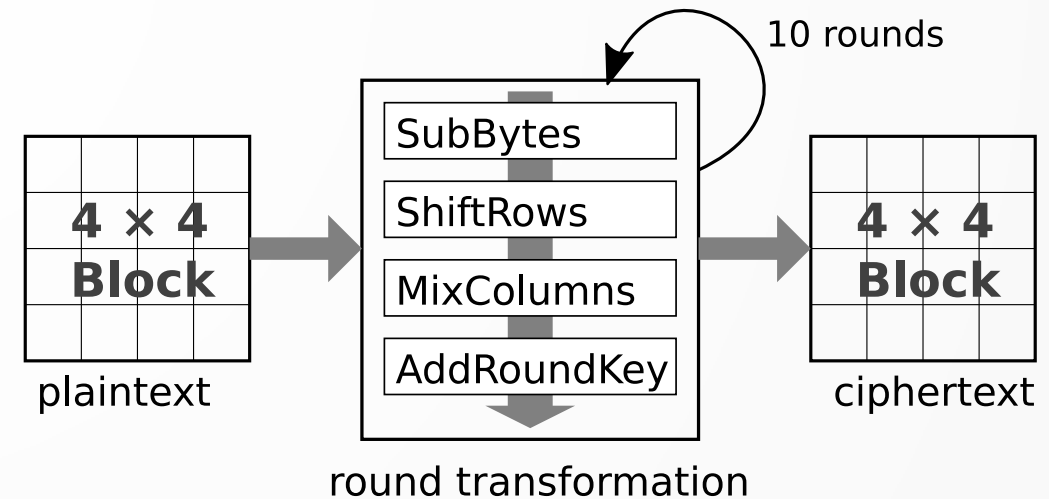 10 rounds
SubBytes
ShiftRows
MixColumns
AddRoundKey
4 × 4
Block
plaintext
4 × 4
Block
ciphertext
round transformation